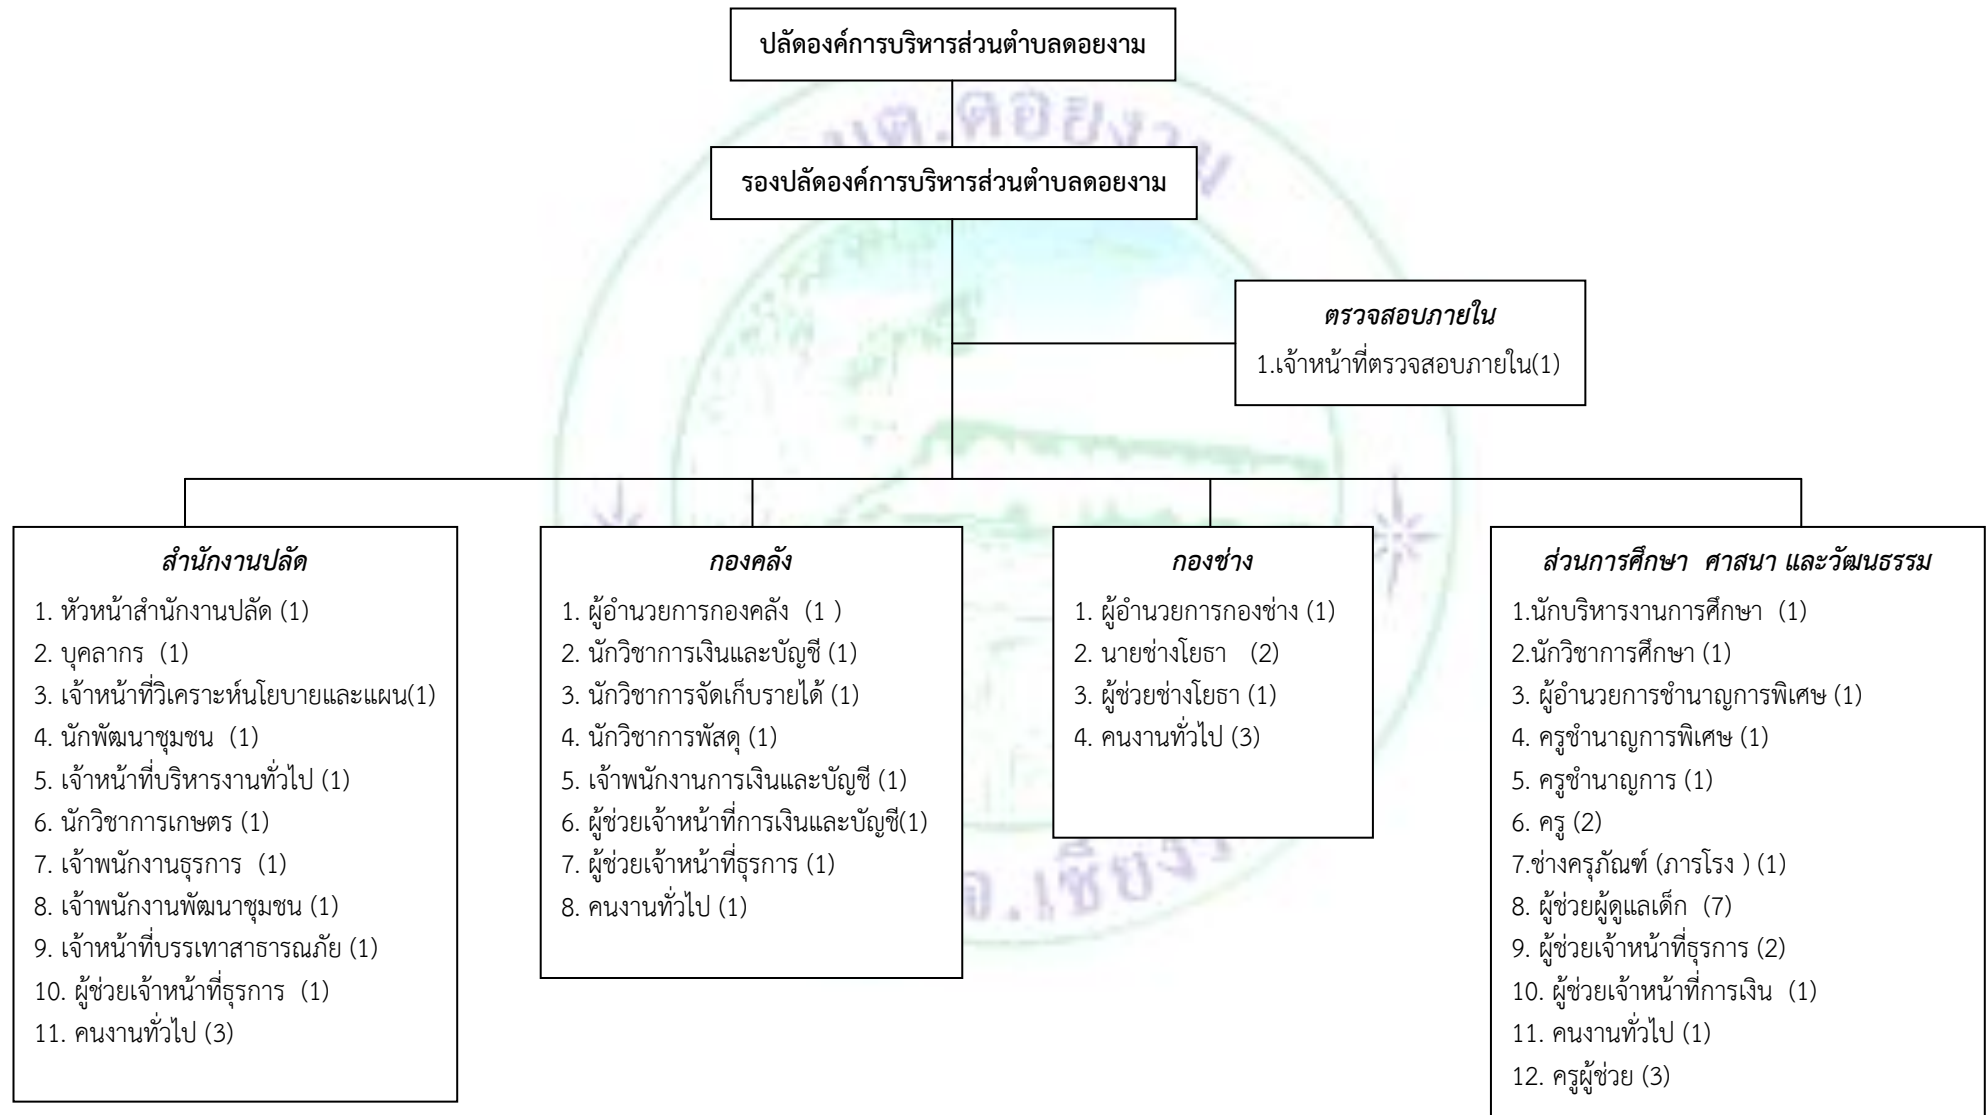 ปลัดองค์การบริหารส่วนตำบลดอยงาม
รองปลัดองค์การบริหารส่วนตำบลดอยงาม
ตรวจสอบภายใน
1.เจ้าหน้าที่ตรวจสอบภายใน(1)
สำนักงานปลัด
1. หัวหน้าสำนักงานปลัด (1)
2. บุคลากร (1)
3. เจ้าหน้าที่วิเคราะห์นโยบายและแผน(1)
4. นักพัฒนาชุมชน (1)
5. เจ้าหน้าที่บริหารงานทั่วไป (1)
6. นักวิชาการเกษตร (1)
7. เจ้าพนักงานธุรการ (1)
8. เจ้าพนักงานพัฒนาชุมชน (1)
9. เจ้าหน้าที่บรรเทาสาธารณภัย (1)
10. ผู้ช่วยเจ้าหน้าที่ธุรการ (1)
11. คนงานทั่วไป (3)
กองคลัง
1. ผู้อำนวยการกองคลัง (1 )
2. นักวิชาการเงินและบัญชี (1)
3. นักวิชาการจัดเก็บรายได้ (1)
4. นักวิชาการพัสดุ (1)
5. เจ้าพนักงานการเงินและบัญชี (1)
6. ผู้ช่วยเจ้าหน้าที่การเงินและบัญชี(1)
7. ผู้ช่วยเจ้าหน้าที่ธุรการ (1)
8. คนงานทั่วไป (1)
กองช่าง
1. ผู้อำนวยการกองช่าง (1)
2. นายช่างโยธา (2)
3. ผู้ช่วยช่างโยธา (1)
4. คนงานทั่วไป (3)
ส่วนการศึกษา ศาสนา และวัฒนธรรม
1.นักบริหารงานการศึกษา (1)
2.นักวิชาการศึกษา (1)
3. ผู้อำนวยการชำนาญการพิเศษ (1)
4. ครูชำนาญการพิเศษ (1)
5. ครูชำนาญการ (1)
6. ครู (2)
7.ช่างครุภัณฑ์ (ภารโรง ) (1)
8. ผู้ช่วยผู้ดูแลเด็ก (7)
9. ผู้ช่วยเจ้าหน้าที่ธุรการ (2)
10. ผู้ช่วยเจ้าหน้าที่การเงิน (1)
11. คนงานทั่วไป (1)
12. ครูผู้ช่วย (3)